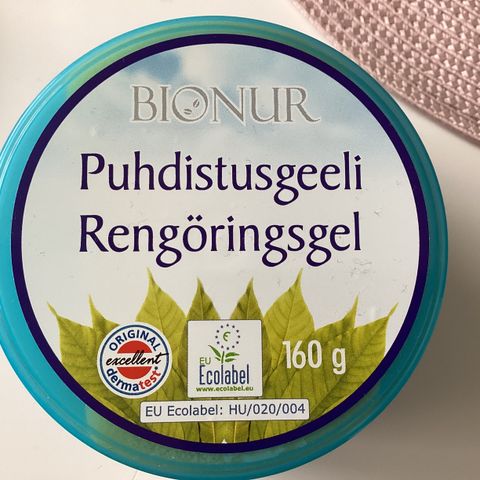 BIONUR
Puhdistusgeeli
Rengöringsgel
ORIGINAL
excellent
dermatest®
EU
Ecolabel
www.ecolabel.eu
160 g
EU Ecolabel: HU/020/004